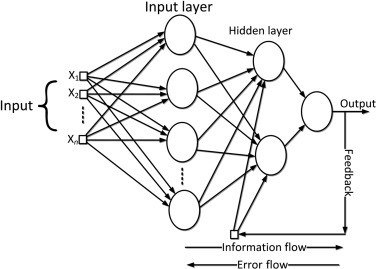 Input layer
Hidden layer
X1
X2
Input
Xn
Output
Feedback
Information flow
Error flow